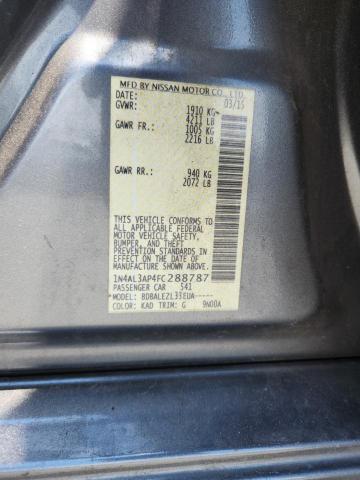 MFD BY NISSAN MOTOR CO., LTD.
DATE: 03/15
GVWR: 1910 KG
4211 LB
GAWR FR.: 1005 KG
2216 LB
GAWR RR.: 940 KG
2072 LB
THIS VEHICLE CONFORMS TO
ALL APPLICABLE FEDERAL
MOTOR VEHICLE SAFETY,
BUMPER, AND THEFT
PREVENTION STANDARDS IN
EFFECT ON THE DATE OF
MANUFACTURE SHOWN ABOVE.
1N4AL3AP4FC288787
PASSENGER CAR 541
* MODEL: BDBALEZL33EUA-----
COLOR: KAD TRIM: G 9N00A